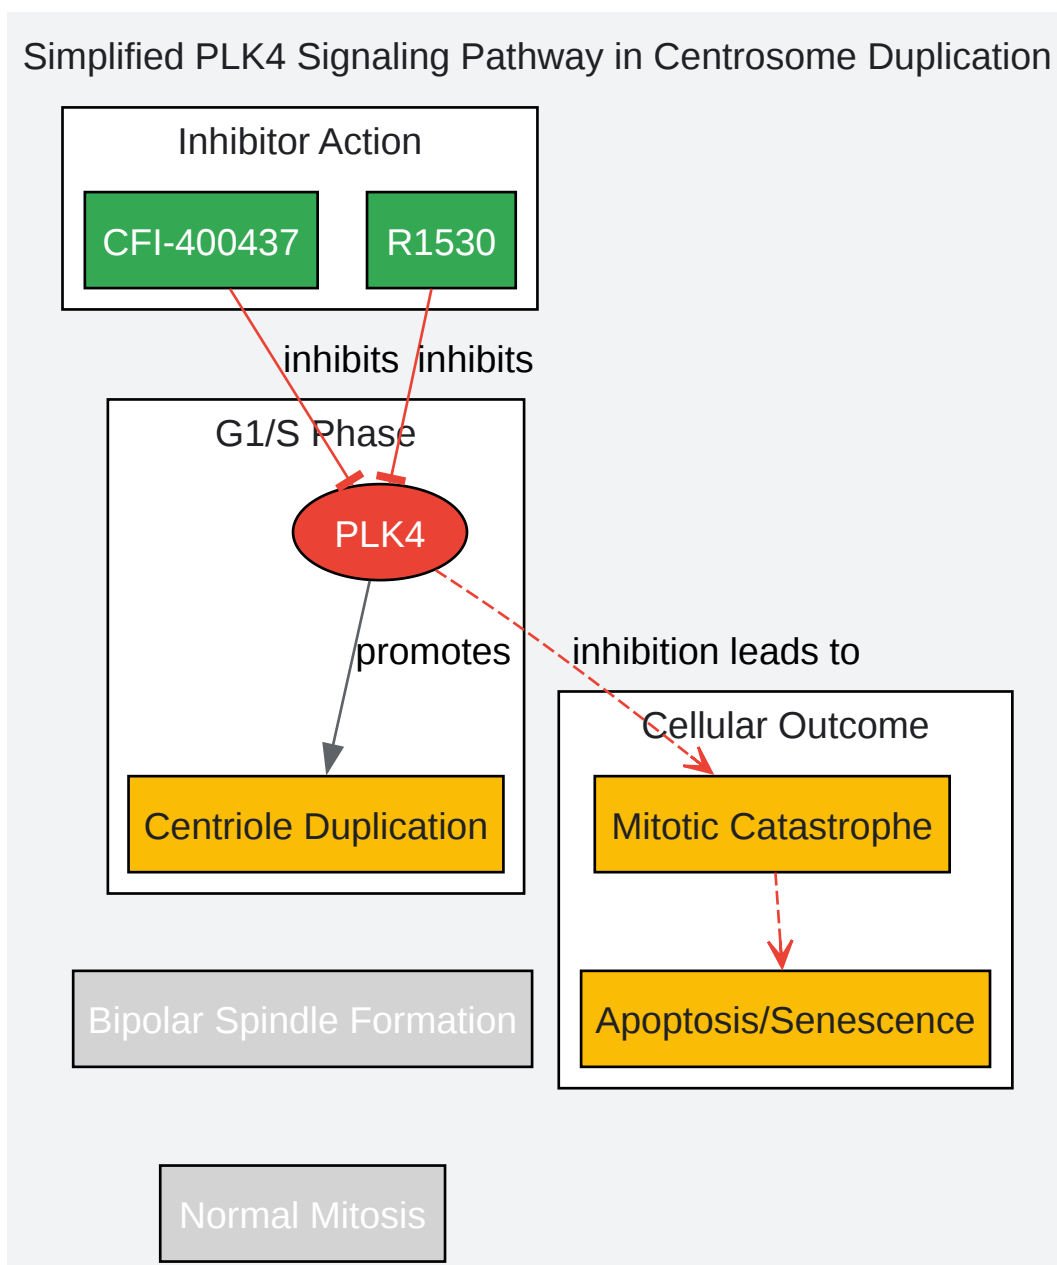 Simplified PLK4 Signaling Pathway in Centrosome Duplication
Inhibitor Action
CFI-400437
R1530
inhibits
inhibits
G1/S Phase
PLK4
promotes
inhibition leads to
Cellular Outcome
Centriole Duplication
Mitotic Catastrophe
Bipolar Spindle Formation
Apoptosis/Senescence
Normal Mitosis